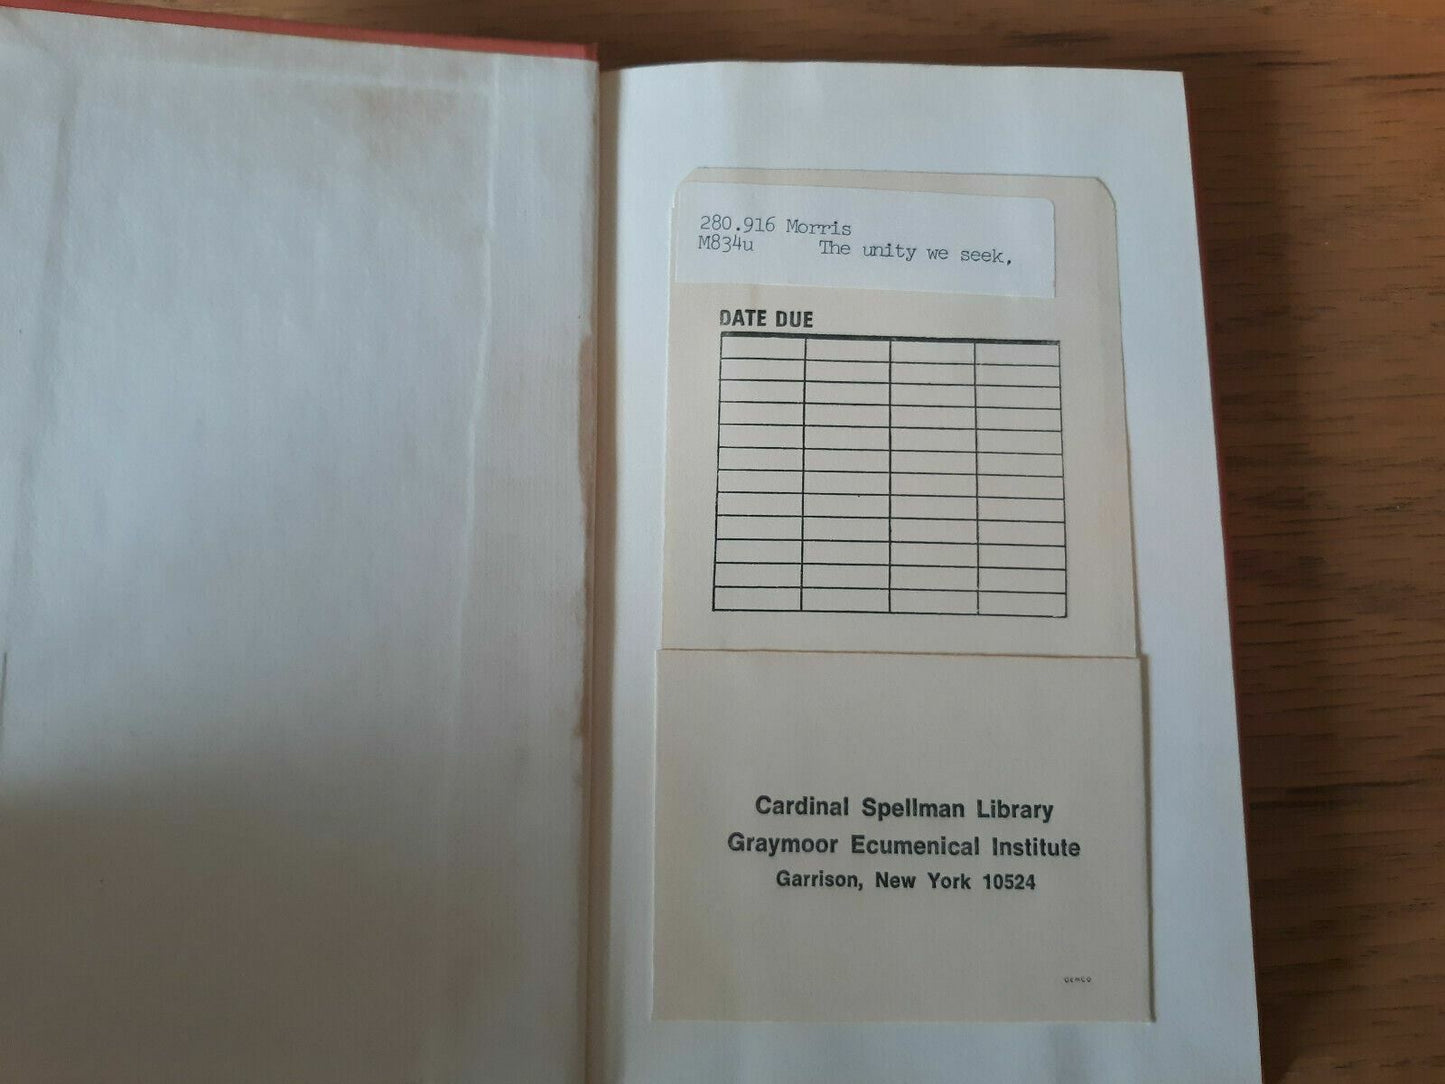 280.916 Morris
M834u The unity we seek.
DATE DUE
Cardinal Spellman Library
Graymoor Ecumenical Institute
Garrison, New York 10524
DEMCO